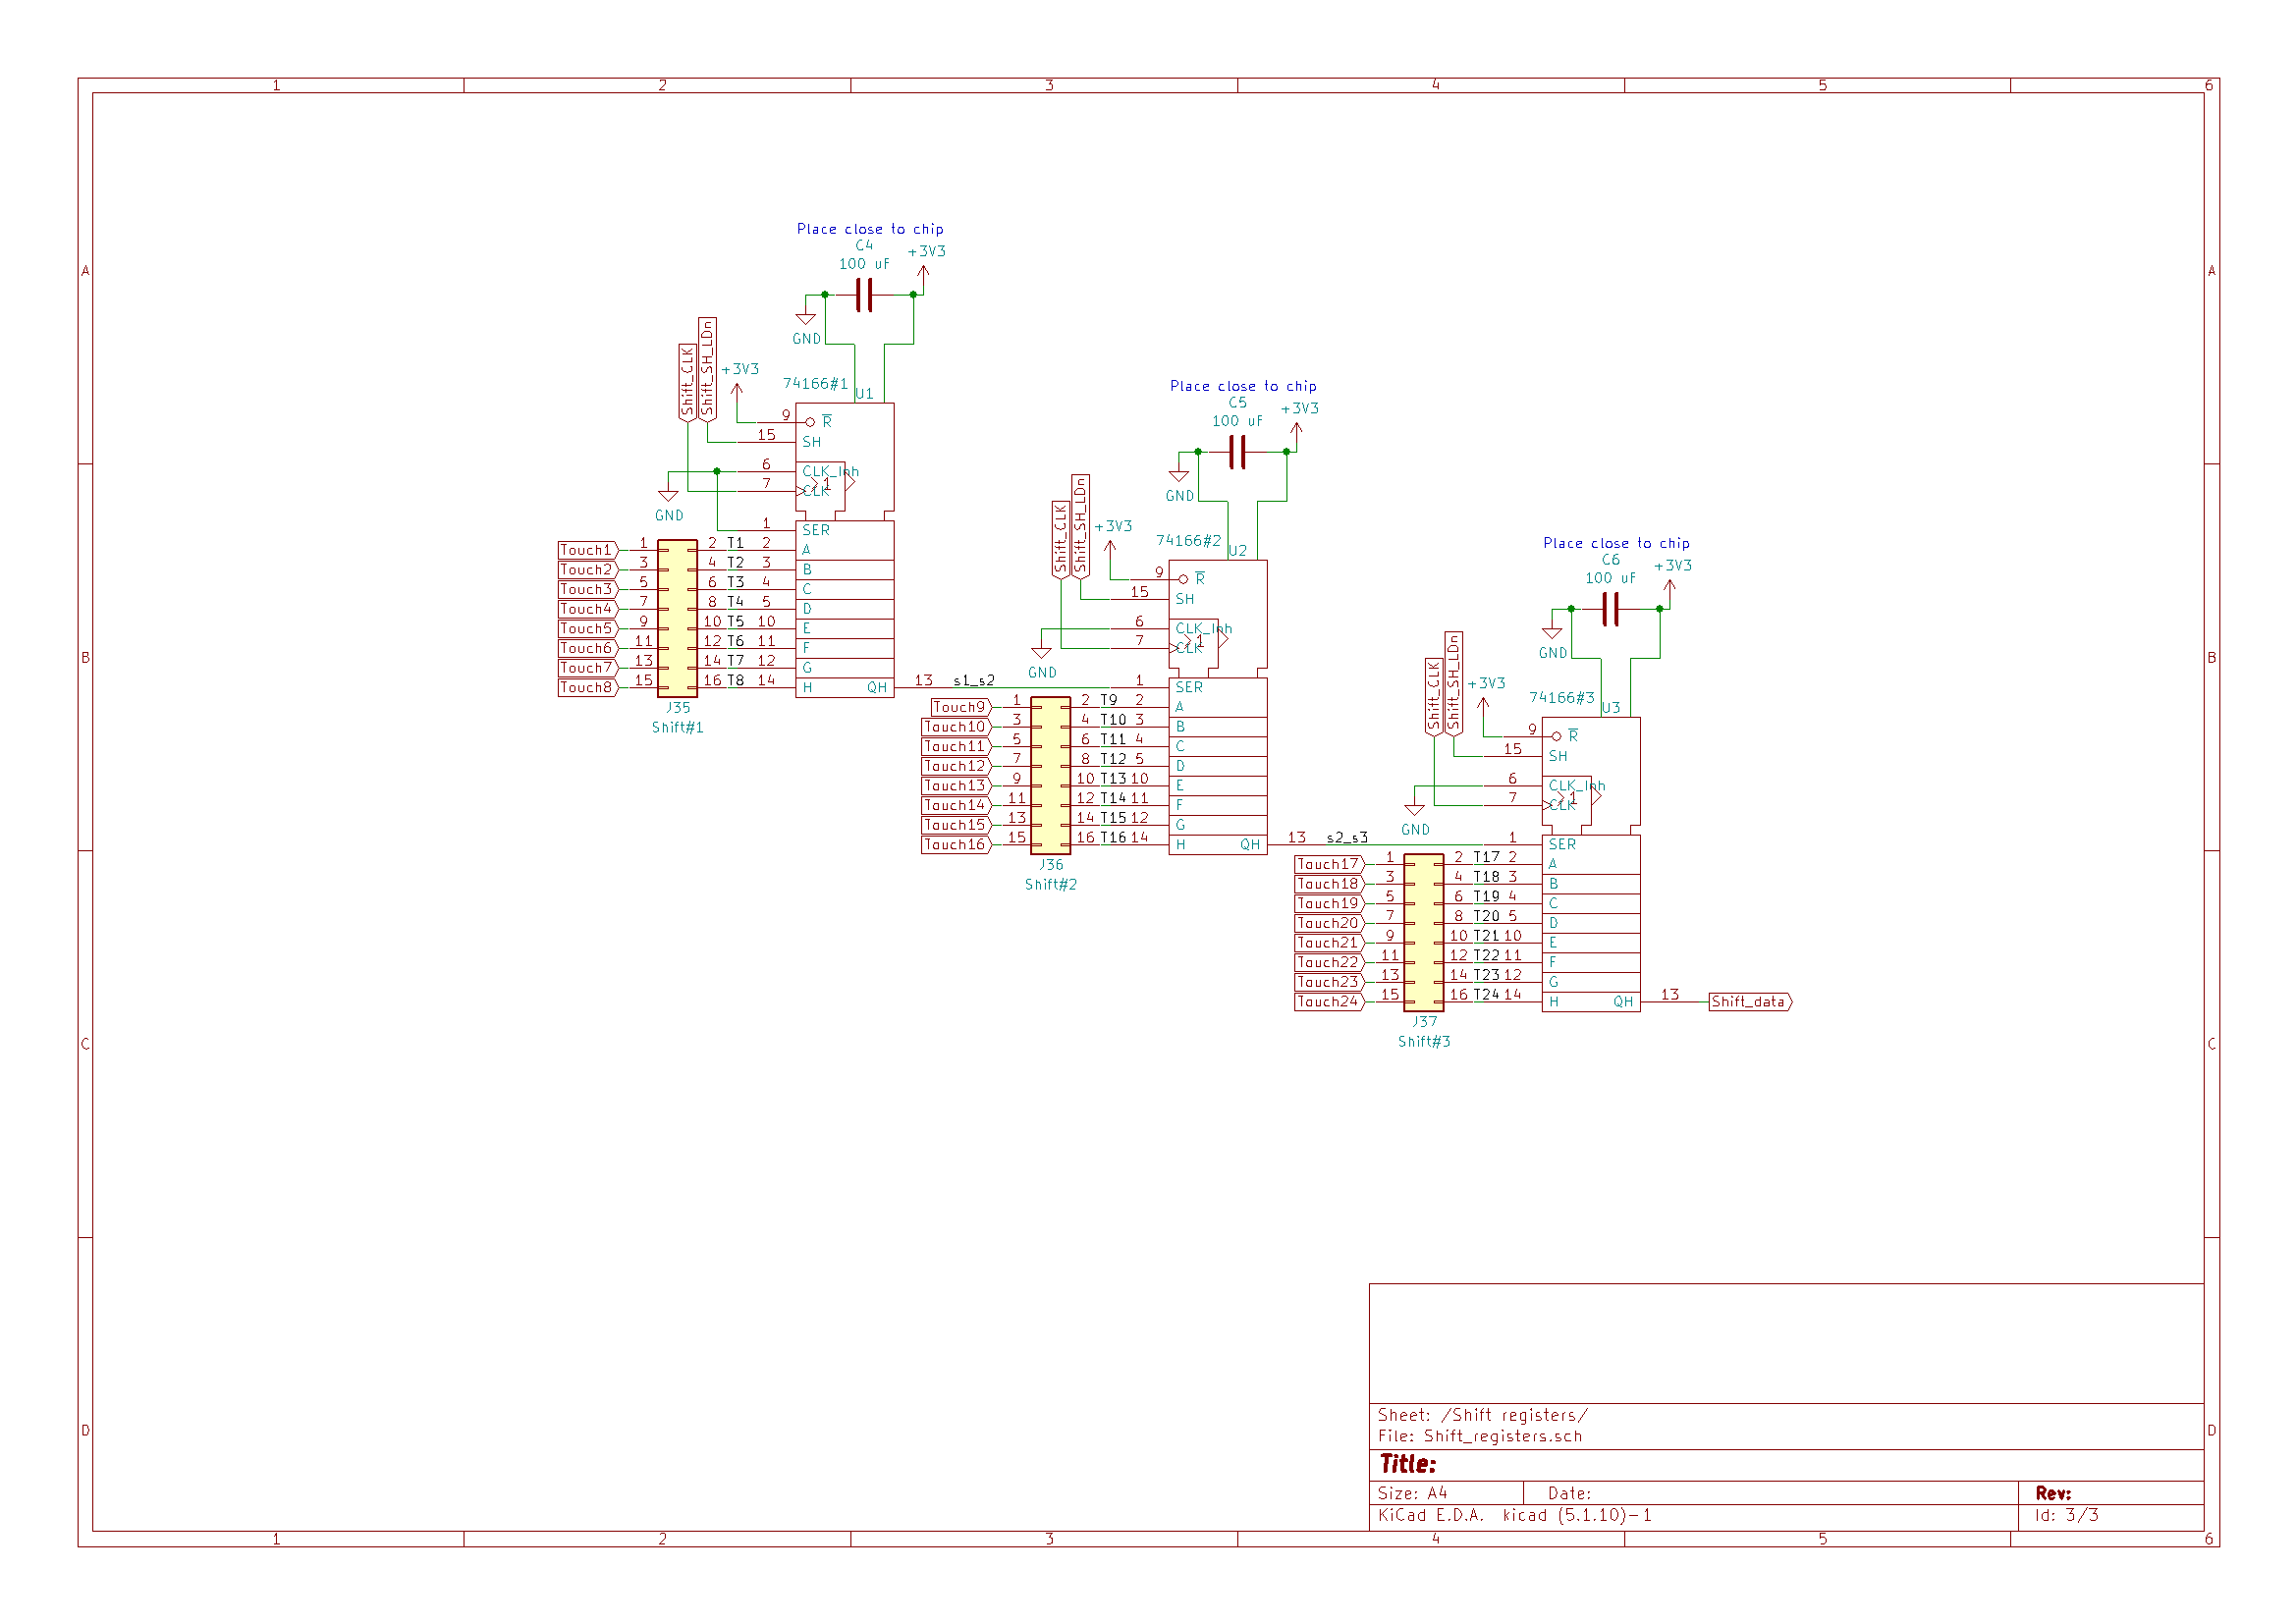 1 2 3 4 5 6
A A
B B
C C
D D
Place close to chip
C4
100 uF
+3V3
GND
Shift_CLK
Shift_SH_LDn
+3V3
74166#1
U1
9 R
15 SH
6 CLK_Inh
7 CLK
1
GND
1 SER
Touch1 1 2 T1 2 A
Touch2 3 4 T2 3 B
Touch3 5 6 T3 4 C
Touch4 7 8 T4 5 D
Touch5 9 10 T5 10 E
Touch6 11 12 T6 11 F
Touch7 13 14 T7 12 G
Touch8 15 16 T8 14 H QH 13 s1_s2
J35
Shift#1
Place close to chip
C5
100 uF
+3V3
GND
Shift_CLK
Shift_SH_LDn
+3V3
74166#2
U2
9 R
15 SH
6 CLK_Inh
7 CLK
1
GND
1 SER
Touch9 1 2 T9 2 A
Touch10 3 4 T10 3 B
Touch11 5 6 T11 4 C
Touch12 7 8 T12 5 D
Touch13 9 10 T13 10 E
Touch14 11 12 T14 11 F
Touch15 13 14 T15 12 G
Touch16 15 16 T16 14 H QH 13 s2_s3
J36
Shift#2
Place close to chip
C6
100 uF
+3V3
GND
Shift_CLK
Shift_SH_LDn
+3V3
74166#3
U3
9 R
15 SH
6 CLK_Inh
7 CLK
1
GND
1 SER
Touch17 1 2 T17 2 A
Touch18 3 4 T18 3 B
Touch19 5 6 T19 4 C
Touch20 7 8 T20 5 D
Touch21 9 10 T21 10 E
Touch22 11 12 T22 11 F
Touch23 13 14 T23 12 G
Touch24 15 16 T24 14 H QH 13 Shift_data
J37
Shift#3
Sheet: /Shift registers/
File: Shift_registers.sch
Title:
Size: A4 Date: Rev:
KiCad E.D.A. kicad (5.1.10)-1 Id: 3/3
1 2 3 4 5 6